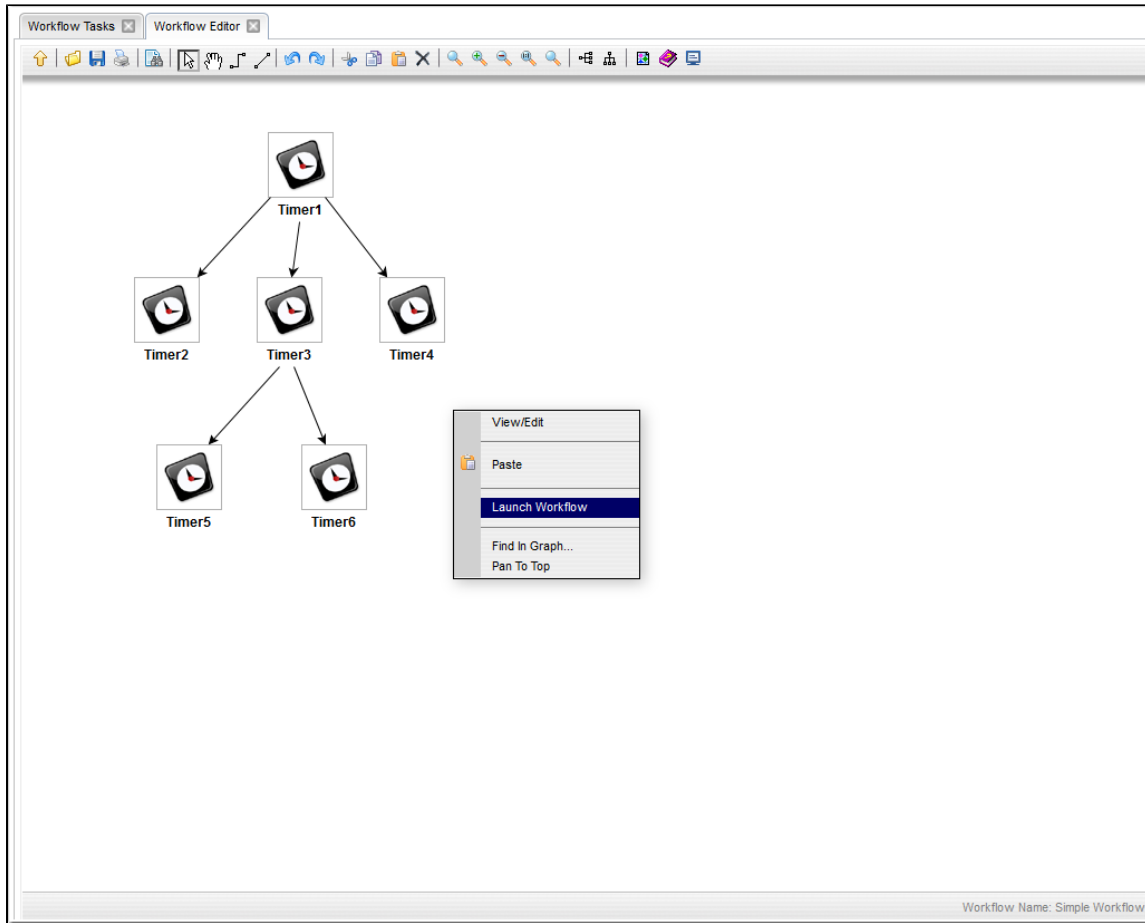 Workflow Tasks Workflow Editor
Timer1
Timer2 Timer3 Timer4
Timer5 Timer6
View/Edit
Paste
Launch Workflow
Find In Graph...
Pan To Top
Workflow Name: Simple Workflow